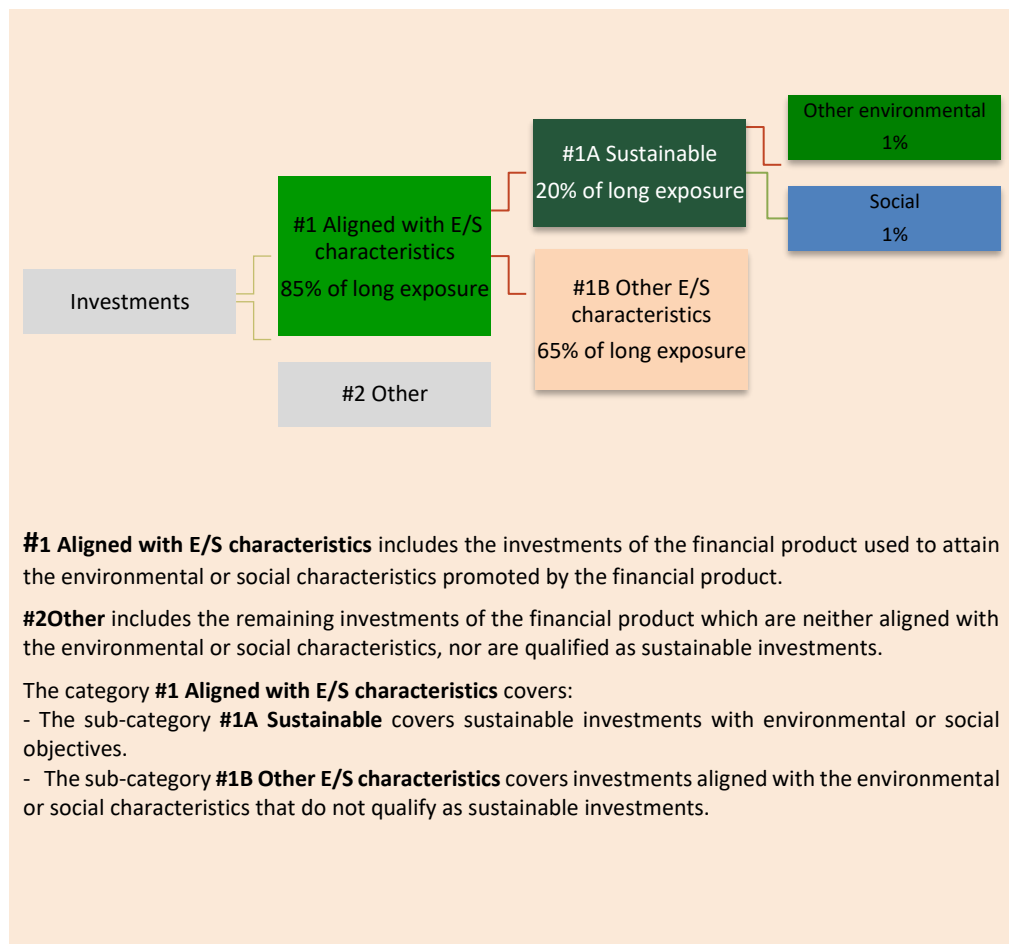 Other environmental
1%
#1A Sustainable
20% of long exposure
Social
1%
#1 Aligned with E/S
characteristics
85% of long exposure
Investments
#1B Other E/S
characteristics
65% of long exposure
#2 Other
#1 Aligned with E/S characteristics includes the investments of the financial product used to attain
the environmental or social characteristics promoted by the financial product.
#2Other includes the remaining investments of the financial product which are neither aligned with
the environmental or social characteristics, nor are qualified as sustainable investments.
The category #1 Aligned with E/S characteristics covers:
- The sub-category #1A Sustainable covers sustainable investments with environmental or social
objectives.
- The sub-category #1B Other E/S characteristics covers investments aligned with the environmental
or social characteristics that do not qualify as sustainable investments.